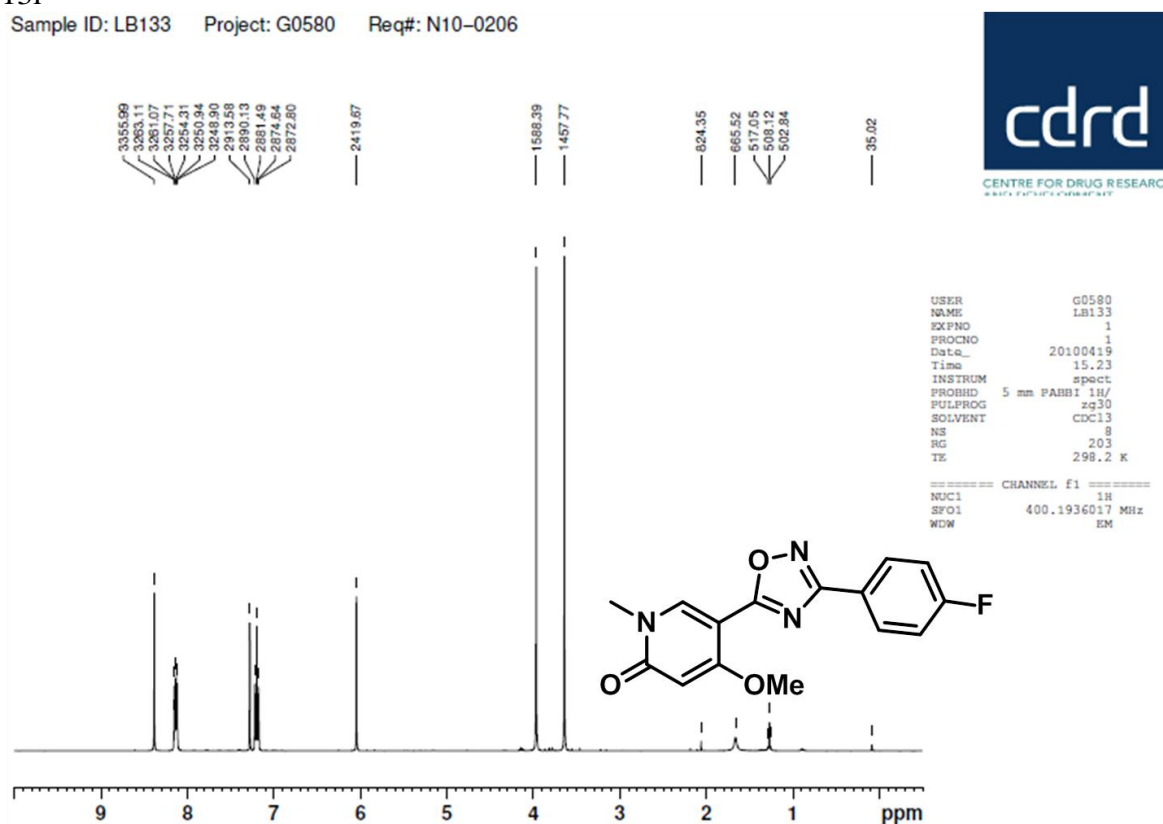 Sample ID: LB133 Project: G0580 Req#: N10-0206
3355.99
3263.11
3261.07
3257.71
3254.31
3250.94
3248.90
2913.58
2890.13
2881.49
2874.64
2872.80
2419.67
1588.39
1457.77
824.35
665.52
517.05
508.12
502.84
35.02
cdrd
CENTRE FOR DRUG RESEARC
AND DEVELOPMENT
USER G0580
NAME LB133
EXPNO 1
PROCNO 1
Date_ 20100419
Time 15.23
INSTRUM spect
PROBHD 5 mm PABBI 1H/
PULPROG zg30
SOLVENT CDCl3
NS 8
RG 203
TE 298.2 K
======== CHANNEL f1 ========
NUC1 1H
SFO1 400.1936017 MHz
WDW EM
O N
N N F
O OMe
9 8 7 6 5 4 3 2 1 ppm